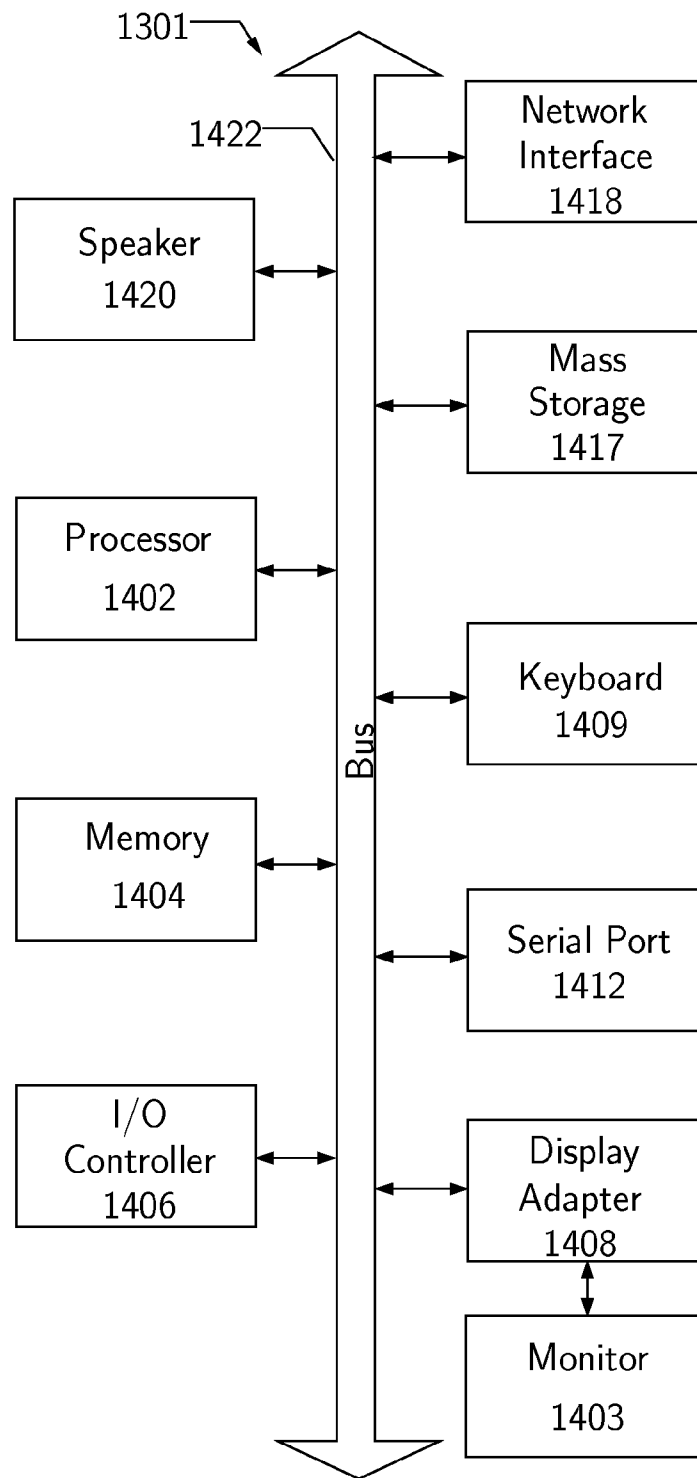 1301
1422
Network
Interface
1418
Speaker
1420
Mass
Storage
1417
Processor
1402
Keyboard
1409
Bus
Memory
1404
Serial Port
1412
I/O
Controller
1406
Display
Adapter
1408
Monitor
1403